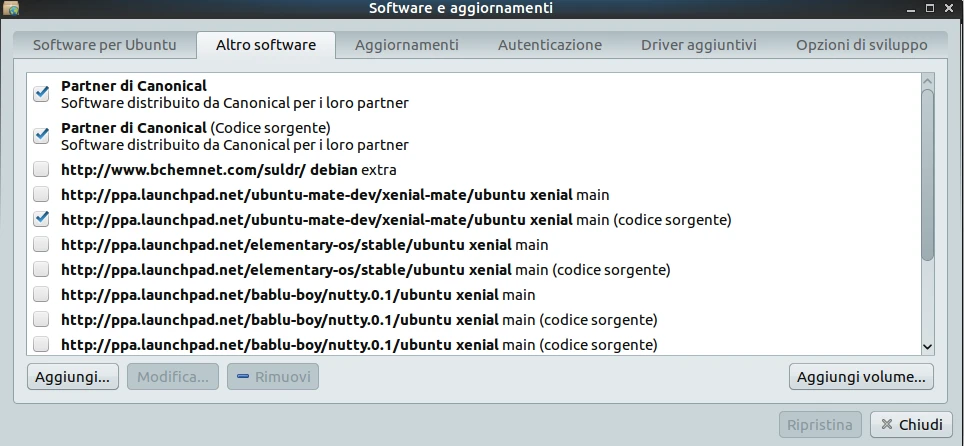 Software e aggiornamenti
Software per Ubuntu
Altro software
Aggiornamenti
Autenticazione
Driver aggiuntivi
Opzioni di sviluppo
Partner di Canonical
Software distribuito da Canonical per i loro partner
Partner di Canonical (Codice sorgente)
Software distribuito da Canonical per i loro partner
http://www.bchemnet.com/suldr/ debian extra
http://ppa.launchpad.net/ubuntu-mate-dev/xenial-mate/ubuntu xenial main
http://ppa.launchpad.net/ubuntu-mate-dev/xenial-mate/ubuntu xenial main (codice sorgente)
http://ppa.launchpad.net/elementary-os/stable/ubuntu xenial main
http://ppa.launchpad.net/elementary-os/stable/ubuntu xenial main (codice sorgente)
http://ppa.launchpad.net/bablu-boy/nutty.0.1/ubuntu xenial main
http://ppa.launchpad.net/bablu-boy/nutty.0.1/ubuntu xenial main (codice sorgente)
http://ppa.launchpad.net/bablu-boy/nutty.0.1/ubuntu xenial main (codice sorgente)
Aggiungi...
Modifica...
Rimuovi
Aggiungi volume...
Ripristina
Chiudi